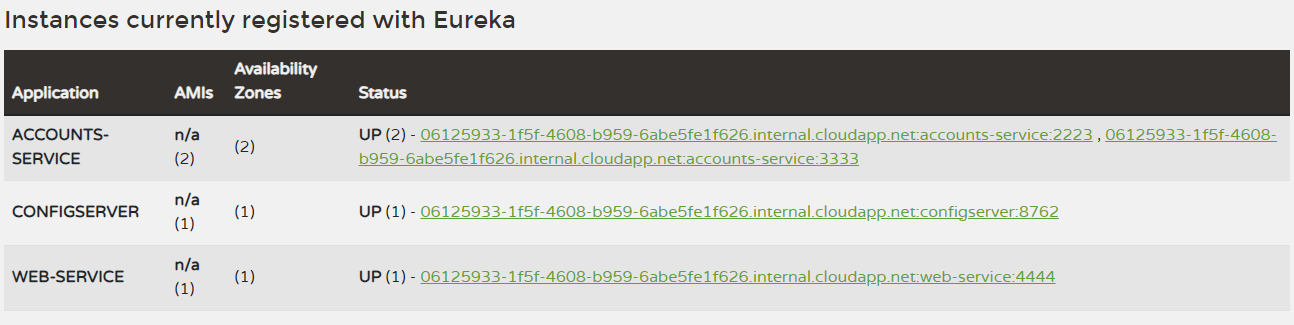 Instances currently registered with Eureka
Application AMIs Availability Zones Status
ACCOUNTS-SERVICE n/a (2) (2) UP (2) - 06125933-1f5f-4608-b959-6abe5fe1f626.internal.cloudapp.net:accounts-service:2223 , 06125933-1f5f-4608-b959-6abe5fe1f626.internal.cloudapp.net:accounts-service:3333
CONFIGSERVER n/a (1) (1) UP (1) - 06125933-1f5f-4608-b959-6abe5fe1f626.internal.cloudapp.net:configserver:8762
WEB-SERVICE n/a (1) (1) UP (1) - 06125933-1f5f-4608-b959-6abe5fe1f626.internal.cloudapp.net:web-service:4444